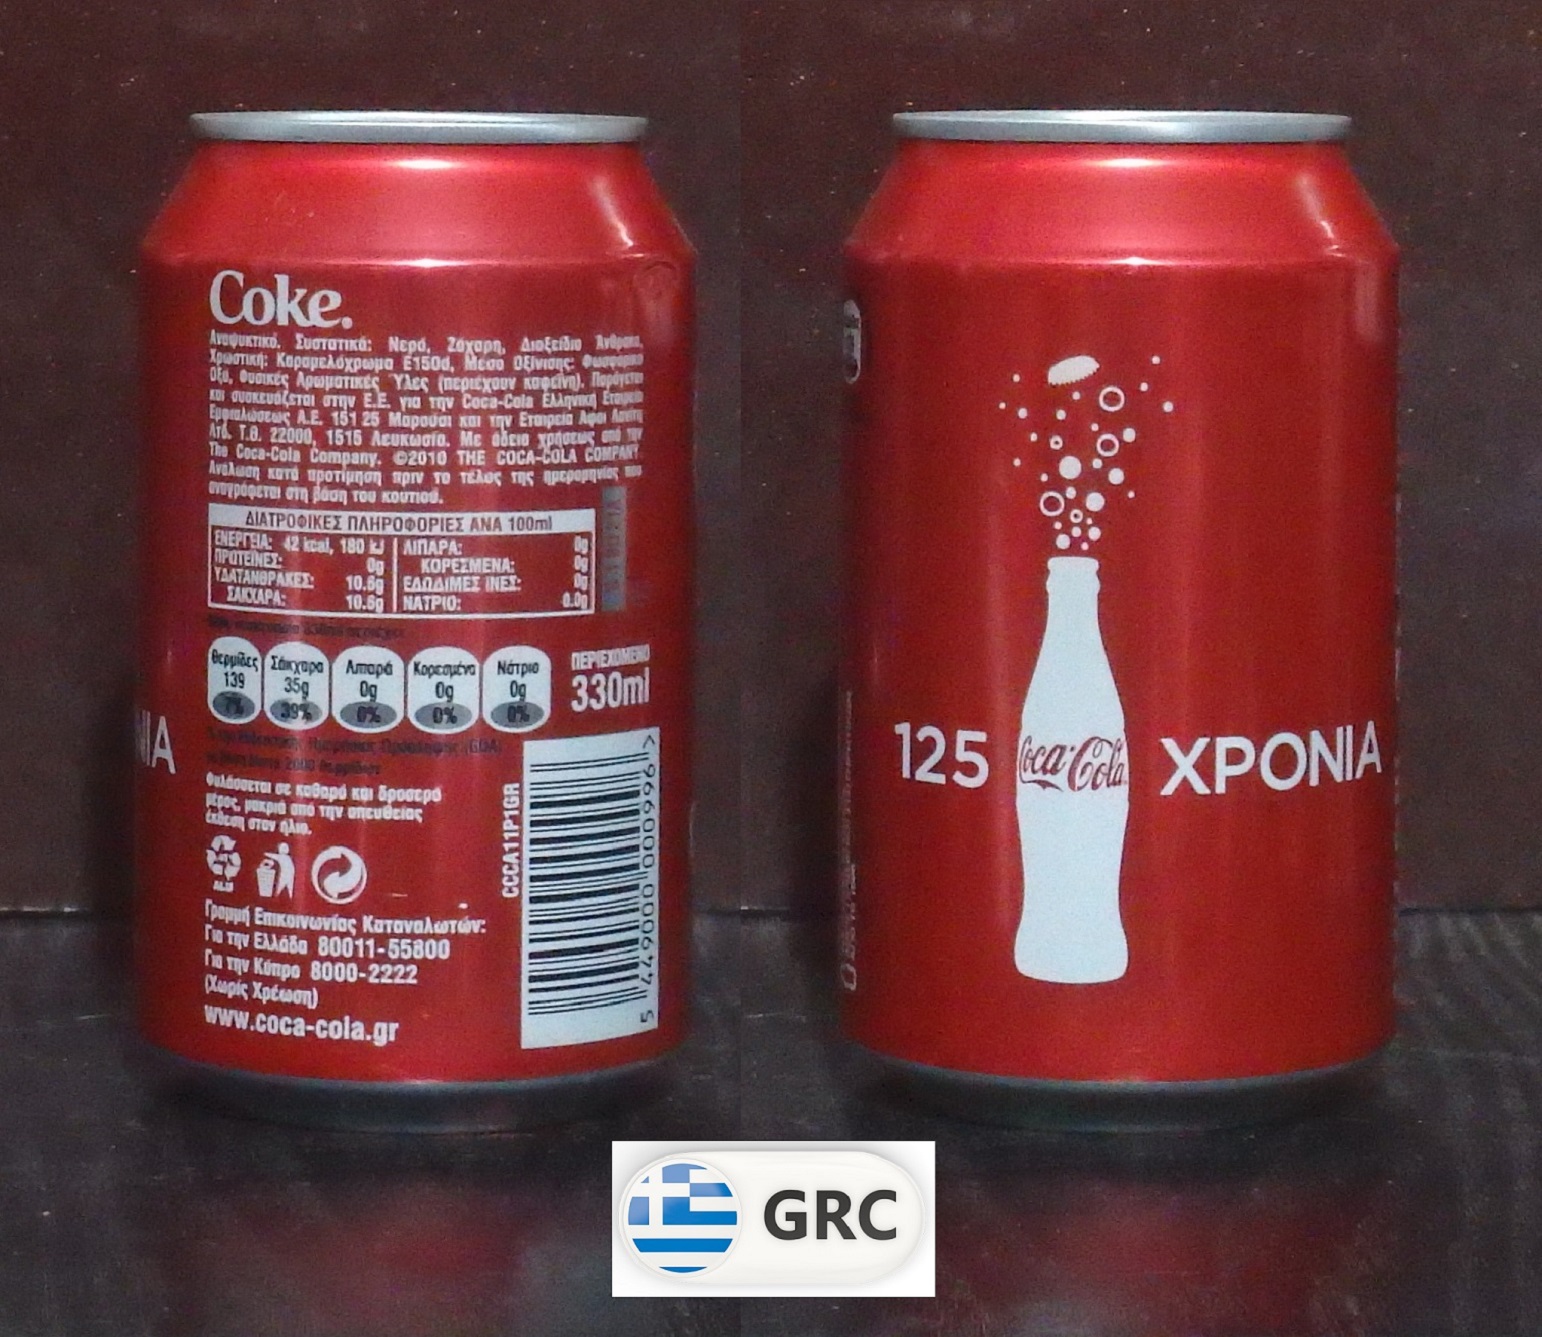 Coke.
Αναψυκτικό. Συστατικά: Νερό, Ζάχαρη, Διοξείδιο Άνθρακα,
Χρωστική: Καραμελόχρωμα E150d, Μέσο Οξίνισης: Φωσφορικό
Οξύ, Φυσικές Αρωματικές Ύλες (περιέχουν καφεΐνη). Παράγεται
και συσκευάζεται στην Ε.Ε. για την Coca-Cola Ελληνική Εταιρεία
Εμφιαλώσεως Α.Ε. 151 25 Μαρούσι και την Εταιρεία
Λτδ. Τ.Θ. 22000, 1516 Λευκωσία. Με άδεια χρήσεως από την
The Coca-Cola Company. ©2010 THE COCA-COLA COMPANY.
Ανάλωση κατά προτίμηση πριν το τέλος της ημερομηνίας που
αναγράφεται στη βάση του κουτιού.
ΔΙΑΤΡΟΦΙΚΕΣ ΠΛΗΡΟΦΟΡΙΕΣ ΑΝΑ 100ml
ΕΝΕΡΓΕΙΑ: 42 kcal, 180 kJ ΛΙΠΑΡΑ: 0g
ΠΡΩΤΕΪΝΕΣ: 0g ΚΟΡΕΣΜΕΝΑ: 0g
ΥΔΑΤΑΝΘΡΑΚΕΣ: 10.6g ΕΔΩΔΙΜΕΣ ΙΝΕΣ: 0g
ΣΑΚΧΑΡΑ: 10.6g ΝΑΤΡΙΟ: 0.0g
Θερμίδες Σάκχαρα Λιπαρά Κορεσμένα Νάτριο
139 35g 0g 0g 0g
7% 39% 0% 0% 0%
ΠΕΡΙΕΧΟΜΕΝΟ
330ml
ΝΙΑ
Φυλάσσεται σε καθαρό και δροσερό
μέρος, μακριά από την απευθείας
έκθεση στον ήλιο.
CCCA11P1GR
5 449000 000996 >
Γραμμή Επικοινωνίας Καταναλωτών:
Για την Ελλάδα 80011-55800
Για την Κύπρο 8000-2222
(Χωρίς Χρέωση)
www.coca-cola.gr
125 Coca-Cola ΧΡΟΝΙΑ
GRC